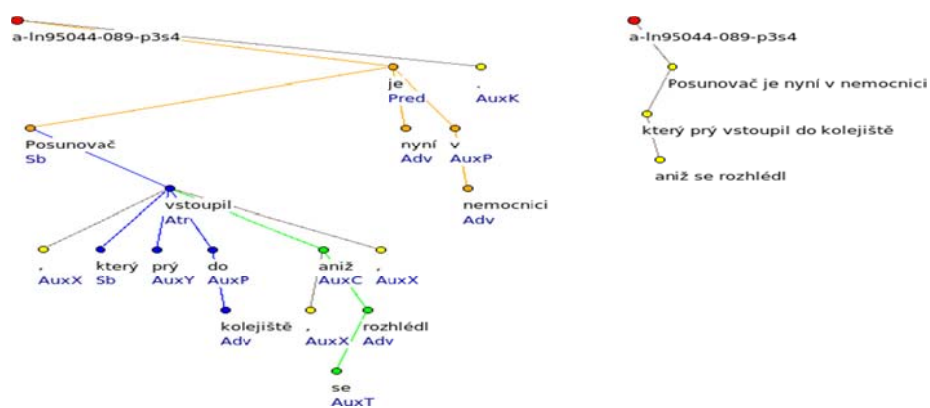 a-ln95044-089-p3s4
je
Pred
.
AuxK
Posunovač
Sb
nyní
Adv
v
AuxP
vstoupil
Atr
nemocnici
Adv
,
AuxX
který
Sb
prý
AuxY
do
AuxP
aniž
AuxC
,
AuxX
kolejiště
Adv
,
AuxX
rozhlédl
Adv
se
AuxT
a-ln95044-089-p3s4
Posunovač je nyní v nemocnici
který prý vstoupil do kolejiště
aniž se rozhlédl